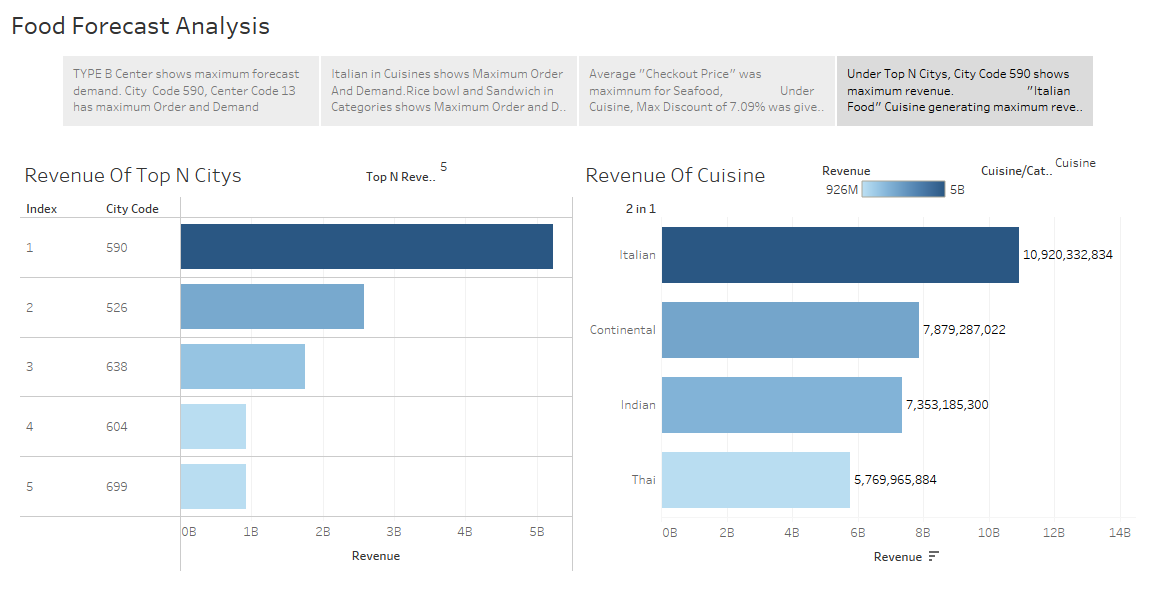 Food Forecast Analysis
TYPE B Center shows maximum forecast
demand. City  Code 590, Center Code 13
has maximum Order and Demand
Italian in Cuisines shows Maximum Order
And Demand.Rice bowl and Sandwich in
Categories shows Maximum Order and D..
Average "Checkout Price" was
maximnum for Seafood, Under
Cuisine, Max Discount of 7.09% was give..
Under Top N Citys, City Code 590 shows
maximum revenue. "Italian
Food" Cuisine generating maximum reve..
Revenue Of Top N Citys
Top N Reve.. 5
Index City Code
1 590
2 526
3 638
4 604
5 699
0B 1B 2B 3B 4B 5B
Revenue
Revenue Of Cuisine
Revenue
926M 5B
Cuisine/Cat.. Cuisine
2 in 1
Italian 10,920,332,834
Continental 7,879,287,022
Indian 7,353,185,300
Thai 5,769,965,884
0B 2B 4B 6B 8B 10B 12B 14B
Revenue